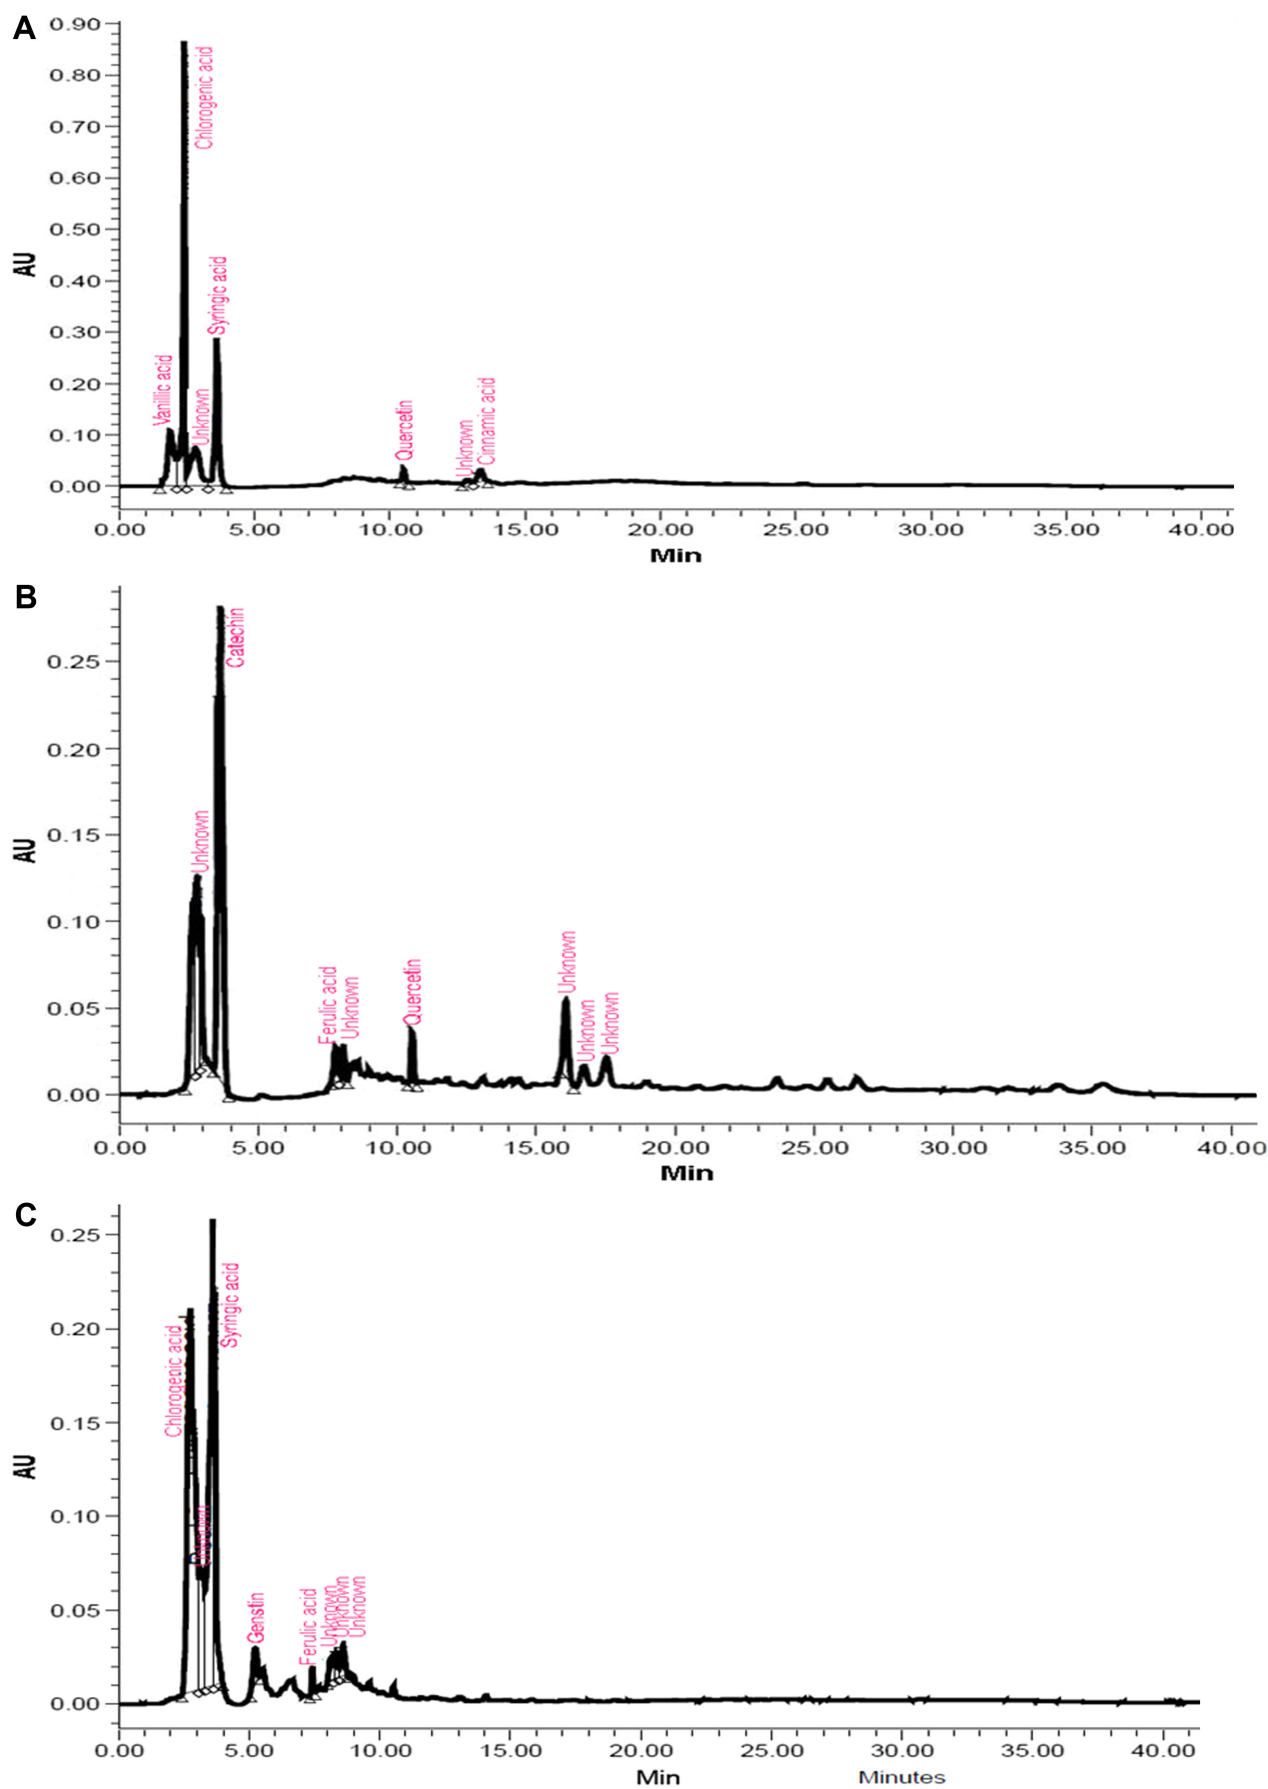 A
0.90
0.80
0.70
0.60
0.50
0.40
0.30
0.20
0.10
0.00
AU
Vanillic acid
Chlorogenic acid
Unknown
Syringic acid
Quercetin
Unknown
Cinnamic acid
0.00 5.00 10.00 15.00 20.00 25.00 30.00 35.00 40.00
Min
B
0.25
0.20
0.15
0.10
0.05
0.00
AU
Unknown
Catechin
Ferulic acid
Unknown
Quercetin
Unknown
Unknown
Unknown
0.00 5.00 10.00 15.00 20.00 25.00 30.00 35.00 40.00
Min
C
0.25
0.20
0.15
0.10
0.05
0.00
AU
Chlorogenic acid
Unknown
Syringic acid
Genstin
Ferulic acid
Unknown
Unknown
Unknown
0.00 5.00 10.00 15.00 20.00 25.00 30.00 35.00 40.00
Min Minutes